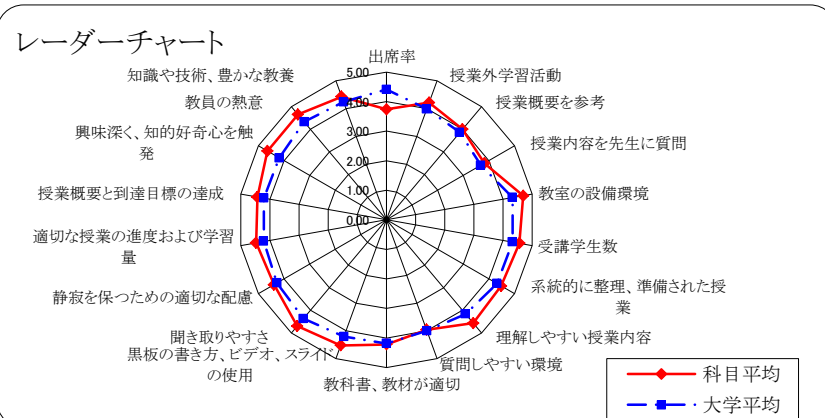 レーダーチャート
出席率
授業外学習活動
授業概要を参考
授業内容を先生に質問
教室の設備環境
受講学生数
系統的に整理、準備された授
業
理解しやすい授業内容
質問しやすい環境
教科書、教材が適切
黒板の書き方、ビデオ、スライド
の使用
聞き取りやすさ
静寂を保つための適切な配慮
適切な授業の進度および学習
量
授業概要と到達目標の達成
興味深く、知的好奇心を触
発
教員の熱意
知識や技術、豊かな教養
5.00
4.00
3.00
2.00
1.00
0.00
科目平均
大学平均